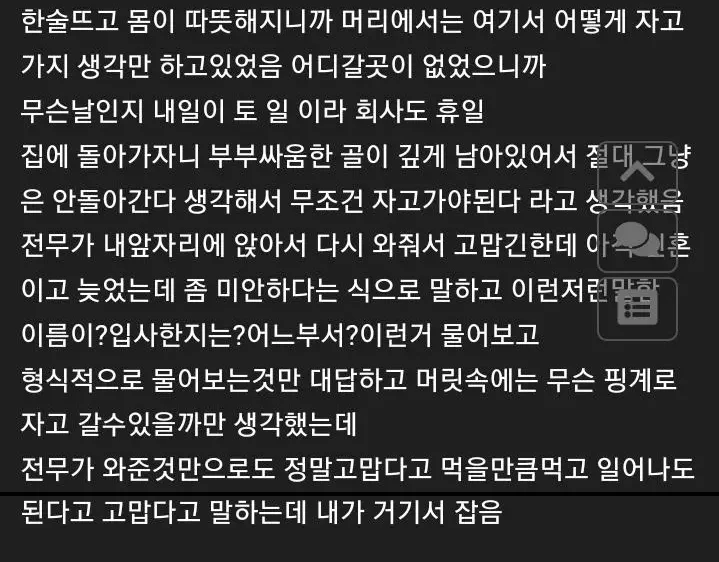 한술뜨고 몸이 따뜻해지니까 머리에서는 여기서 어떻게 자고
가지 생각만 하고있었음 어디갈곳이 없었으니까
무슨날인지 내일이 토 일 이라 회사도 휴일
집에 돌아가자니 부부싸움한 골이 깊게 남아있어서 절대 그냥
은 안돌아간다 생각해서 무조건 자고가야된다 라고 생각했음
전무가 내앞자리에 앉아서 다시 와줘서 고맙긴한데 아직 신혼
이고 늦었는데 좀 미안하다는 식으로 말하고 이런저런말한
이름이?입사한지는?어느부서?이런거 물어보고
형식적으로 물어보는것만 대답하고 머릿속에는 무슨 핑계로
자고 갈수있을까만 생각했는데
전무가 와준것만으로도 정말고맙다고 먹을만큼먹고 일어나도
된다고 고맙다고 말하는데 내가 거기서 잡음